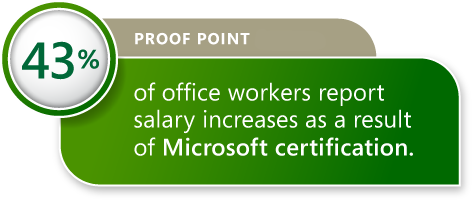 43%
PROOF POINT
of office workers report
salary increases as a result
of Microsoft certification.